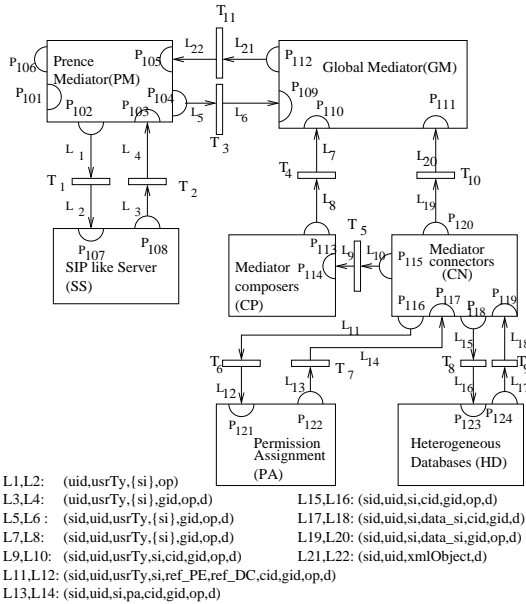 T11
L22
L21
P106
Prence
Mediator(PM)
P105
P101
P102
P103
P104
L5
L6
T3
P112
Global Mediator(GM)
P109
P110
P111
L1
L4
L7
L20
T1
T2
T4
T10
L2
L3
L8
L19
P107
P108
SIP like Server
(SS)
P113
T5
P120
Mediator
composers
(CP)
P114
L9
L10
P115
Mediator
connectors
(CN)
P116
P117
P118
P119
L11
L14
L15
L18
T6
T7
T8
T9
L12
L13
L16
L17
P121
P122
Permission
Assignment
(PA)
P123
P124
Heterogeneous
Databases (HD)
L1,L2: (uid,usrTy,{si},op)
L3,L4: (uid,usrTy,{si},gid,op,d)
L5,L6 : (sid,uid,usrTy,{si},gid,op,d)
L7,L8: (sid,uid,usrTy,{si},gid,op,d)
L9,L10: (sid,uid,usrTy,si,cid,gid,op,d)
L11,L12: (sid,uid,usrTy,si,ref_PE,ref_DC,cid,gid,op,d)
L13,L14: (sid,uid,si,pa,cid,gid,op,d)
L15,L16: (sid,uid,si,cid,gid,op,d)
L17,L18: (sid,uid,si,data_si,cid,gid,d)
L19,L20: (sid,uid,si,data_si,gid,op,d)
L21,L22: (sid,uid,xmlObject,d)